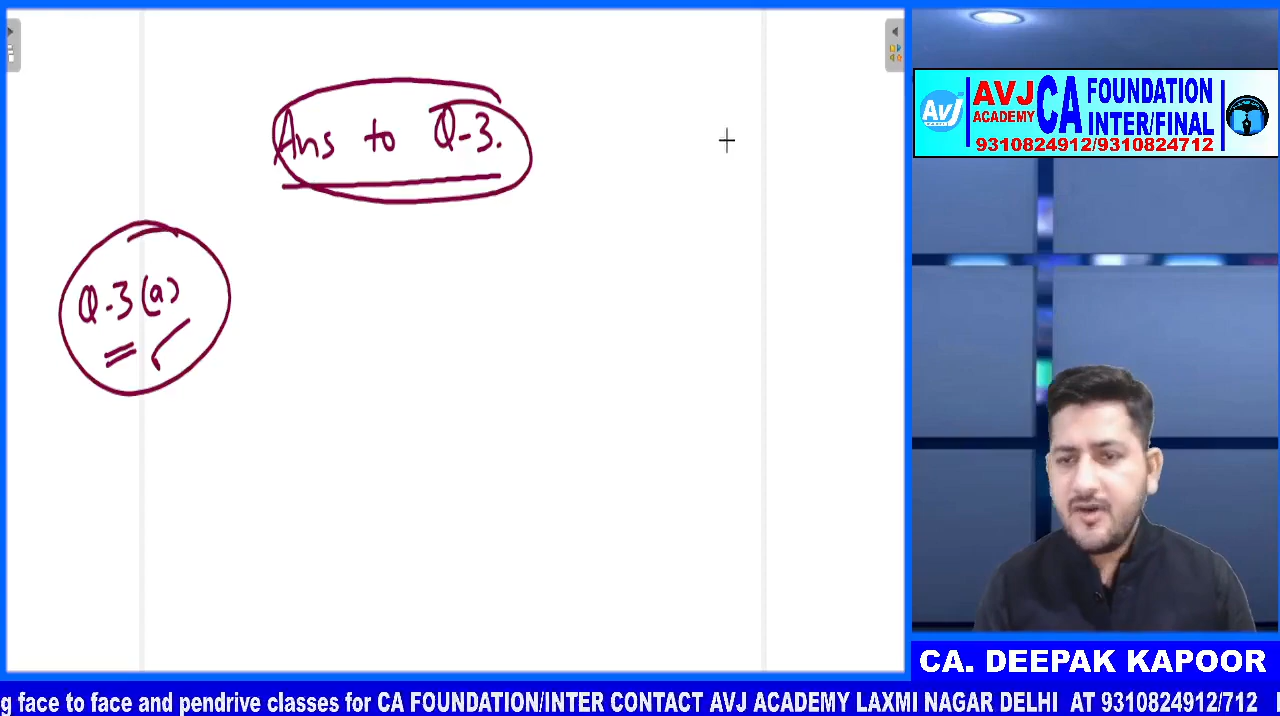 Ans to Q-3.
Q-3(a)
AVJ
AVJ
ACADEMY
CA
FOUNDATION
INTER/FINAL
9310824912/9310824712
CA. DEEPAK KAPOOR
g face to face and pendrive classes for CA FOUNDATION/INTER CONTACT AVJ ACADEMY LAXMI NAGAR DELHI AT 9310824912/712